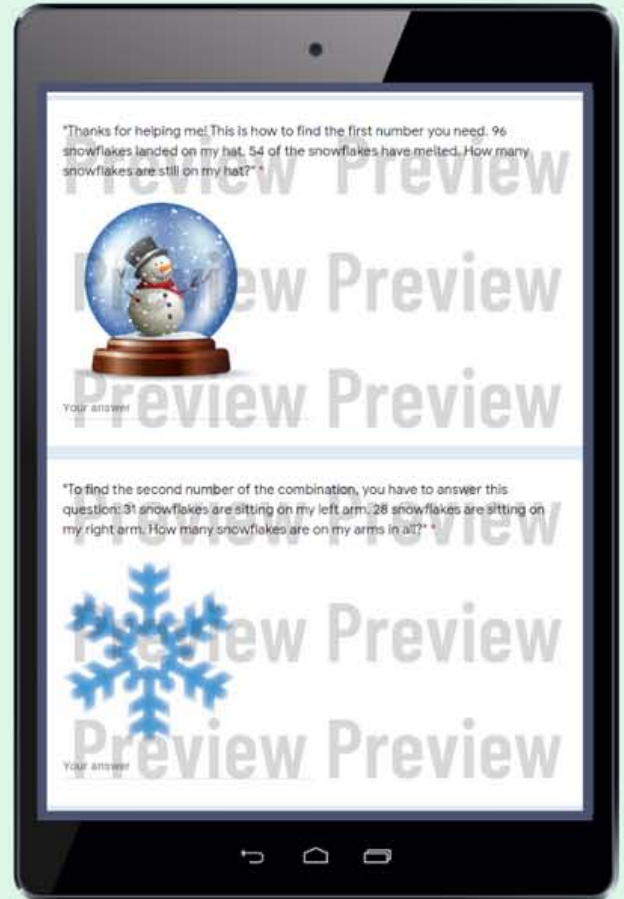 "Thanks for helping me! This is how to find the first number you need. 96
snowflakes landed on my hat. 54 of the snowflakes have melted. How many
snowflakes are still on my hat?" *
Preview Preview
Preview Preview
Preview Preview
Your answer
"To find the second number of the combination, you have to answer this
question: 31 snowflakes are sitting on my left arm. 28 snowflakes are sitting on
my right arm. How many snowflakes are on my arms in all?" *
Preview Preview
Preview Preview
Preview Preview
Your answer